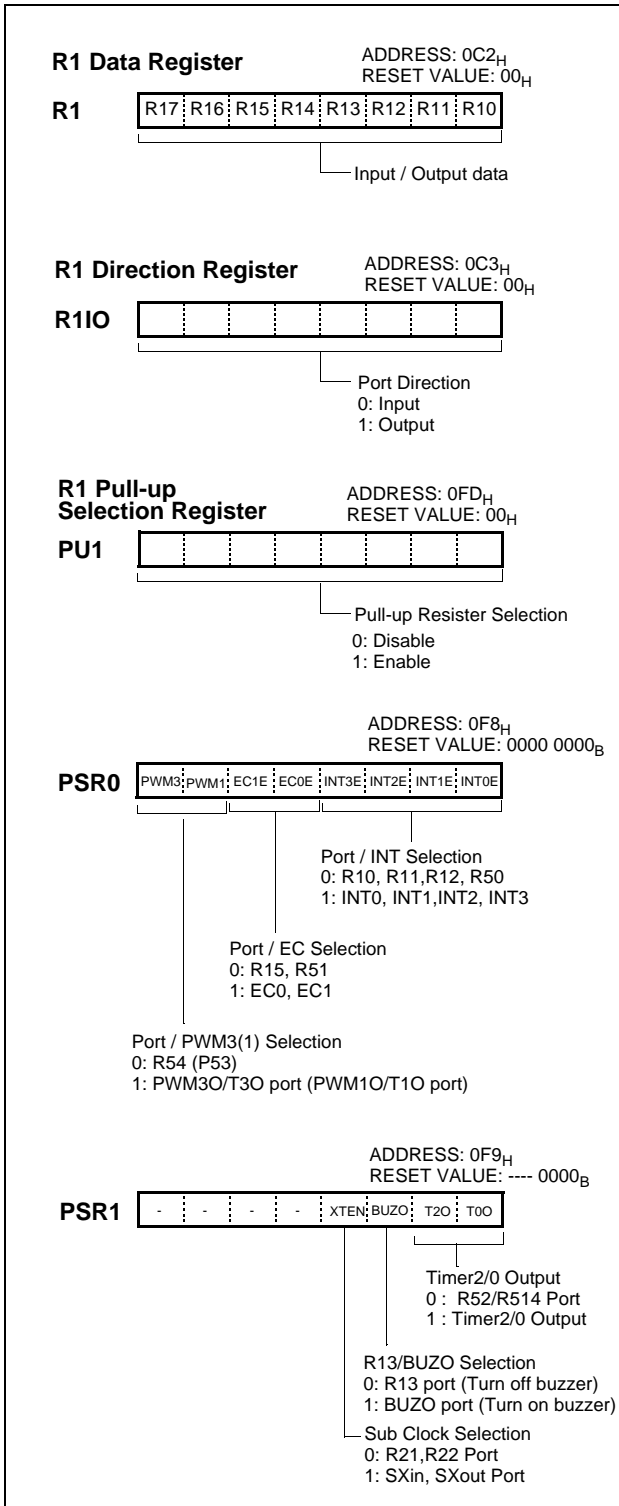 R1 Data Register
ADDRESS: 0C2H
RESET VALUE: 00H
R1
R17 R16 R15 R14 R13 R12 R11 R10
Input / Output data
R1 Direction Register
ADDRESS: 0C3H
RESET VALUE: 00H
R1IO
Port Direction
0: Input
1: Output
R1 Pull-up
Selection Register
ADDRESS: 0FDH
RESET VALUE: 00H
PU1
Pull-up Resister Selection
0: Disable
1: Enable
ADDRESS: 0F8H
RESET VALUE: 0000 0000B
PSR0
PWM3 PWM1 EC1E EC0E INT3E INT2E INT1E INT0E
Port / INT Selection
0: R10, R11,R12, R50
1: INT0, INT1,INT2, INT3
Port / EC Selection
0: R15, R51
1: EC0, EC1
Port / PWM3(1) Selection
0: R54 (P53)
1: PWM3O/T3O port (PWM1O/T1O port)
ADDRESS: 0F9H
RESET VALUE: ---- 0000B
PSR1
- - - - XTEN BUZO T2O T0O
Timer2/0 Output
0 : R52/R514 Port
1 : Timer2/0 Output
R13/BUZO Selection
0: R13 port (Turn off buzzer)
1: BUZO port (Turn on buzzer)
Sub Clock Selection
0: R21,R22 Port
1: SXin, SXout Port